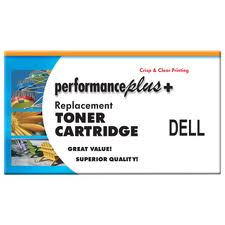 Crisp & Clear Printing
performanceplus+
Replacement
TONER
CARTRIDGE
DELL
GREAT VALUE!
SUPERIOR QUALITY!